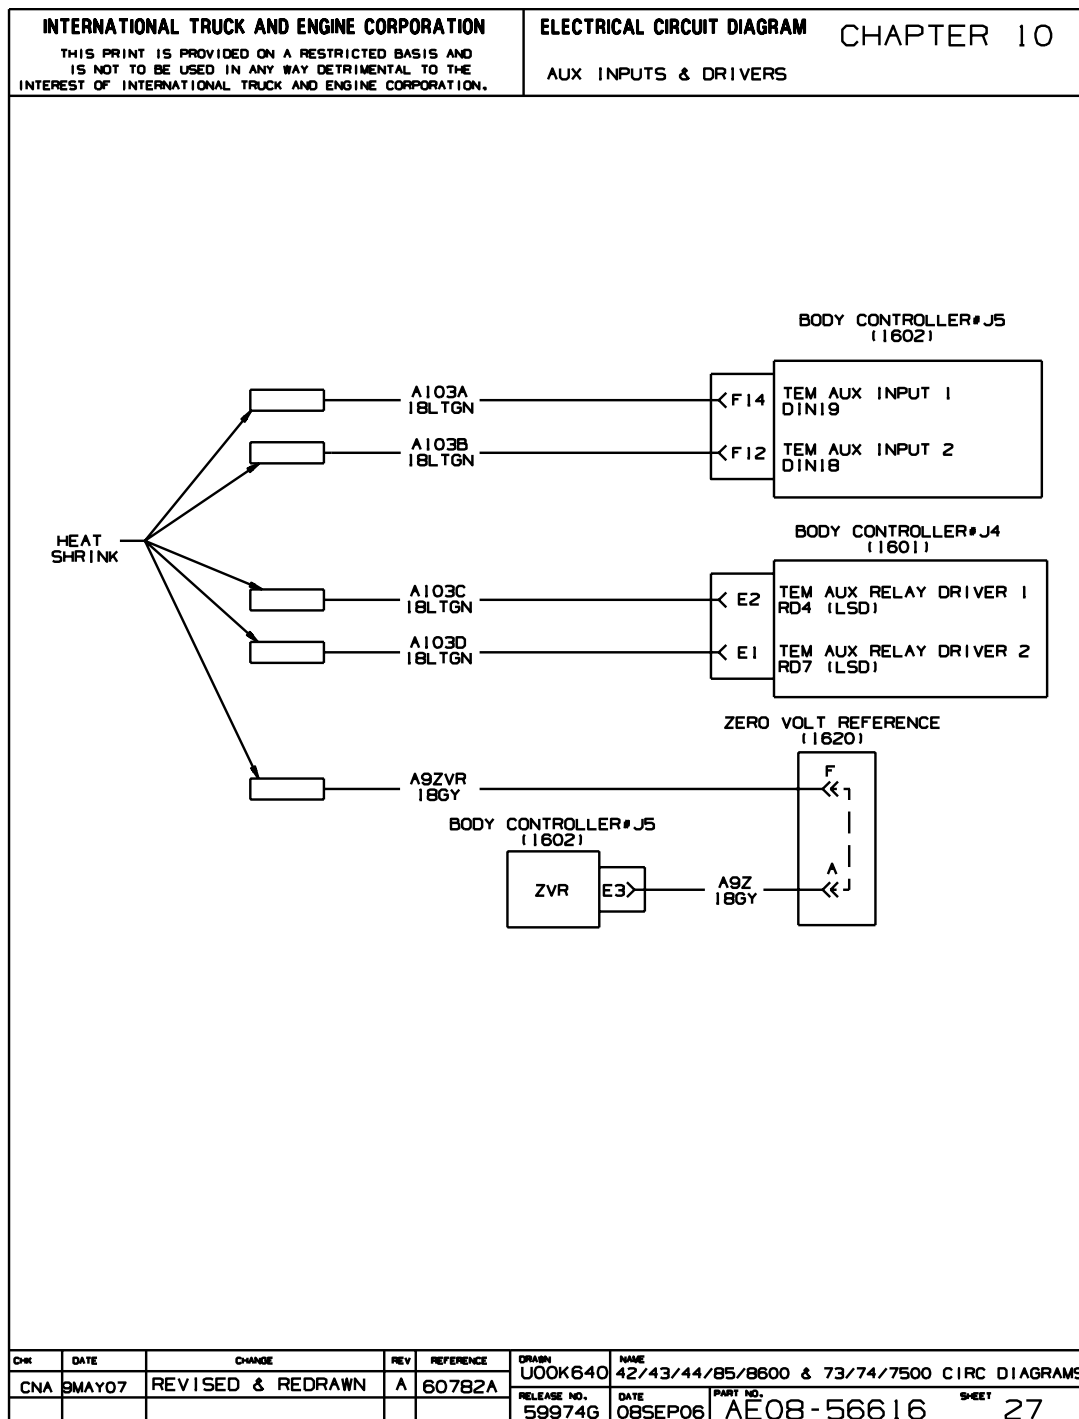 INTERNATIONAL TRUCK AND ENGINE CORPORATION
THIS PRINT IS PROVIDED ON A RESTRICTED BASIS AND
IS NOT TO BE USED IN ANY WAY DETRIMENTAL TO THE
INTEREST OF INTERNATIONAL TRUCK AND ENGINE CORPORATION.
ELECTRICAL CIRCUIT DIAGRAM
CHAPTER 10
AUX INPUTS & DRIVERS
BODY CONTROLLER#J5
(1602)
A103A
18LTGN
F14
TEM AUX INPUT 1
DIN19
A103B
18LTGN
F12
TEM AUX INPUT 2
DIN18
HEAT
SHRINK
BODY CONTROLLER#J4
(1601)
A103C
18LTGN
E2
TEM AUX RELAY DRIVER 1
RD4 (LSD)
A103D
18LTGN
E1
TEM AUX RELAY DRIVER 2
RD7 (LSD)
ZERO VOLT REFERENCE
(1620)
F
A9ZVR
18GY
BODY CONTROLLER#J5
(1602)
ZVR
E3
A9Z
18GY
A
CHK DATE CHANGE REV REFERENCE
CNA 9MAY07 REVISED & REDRAWN A 60782A
DRAWN
U00K640
NAME
42/43/44/85/8600 & 73/74/7500 CIRC DIAGRAMS
RELEASE NO.
59974G
DATE
08SEP06
PART NO.
AE08-56616
SHEET
27